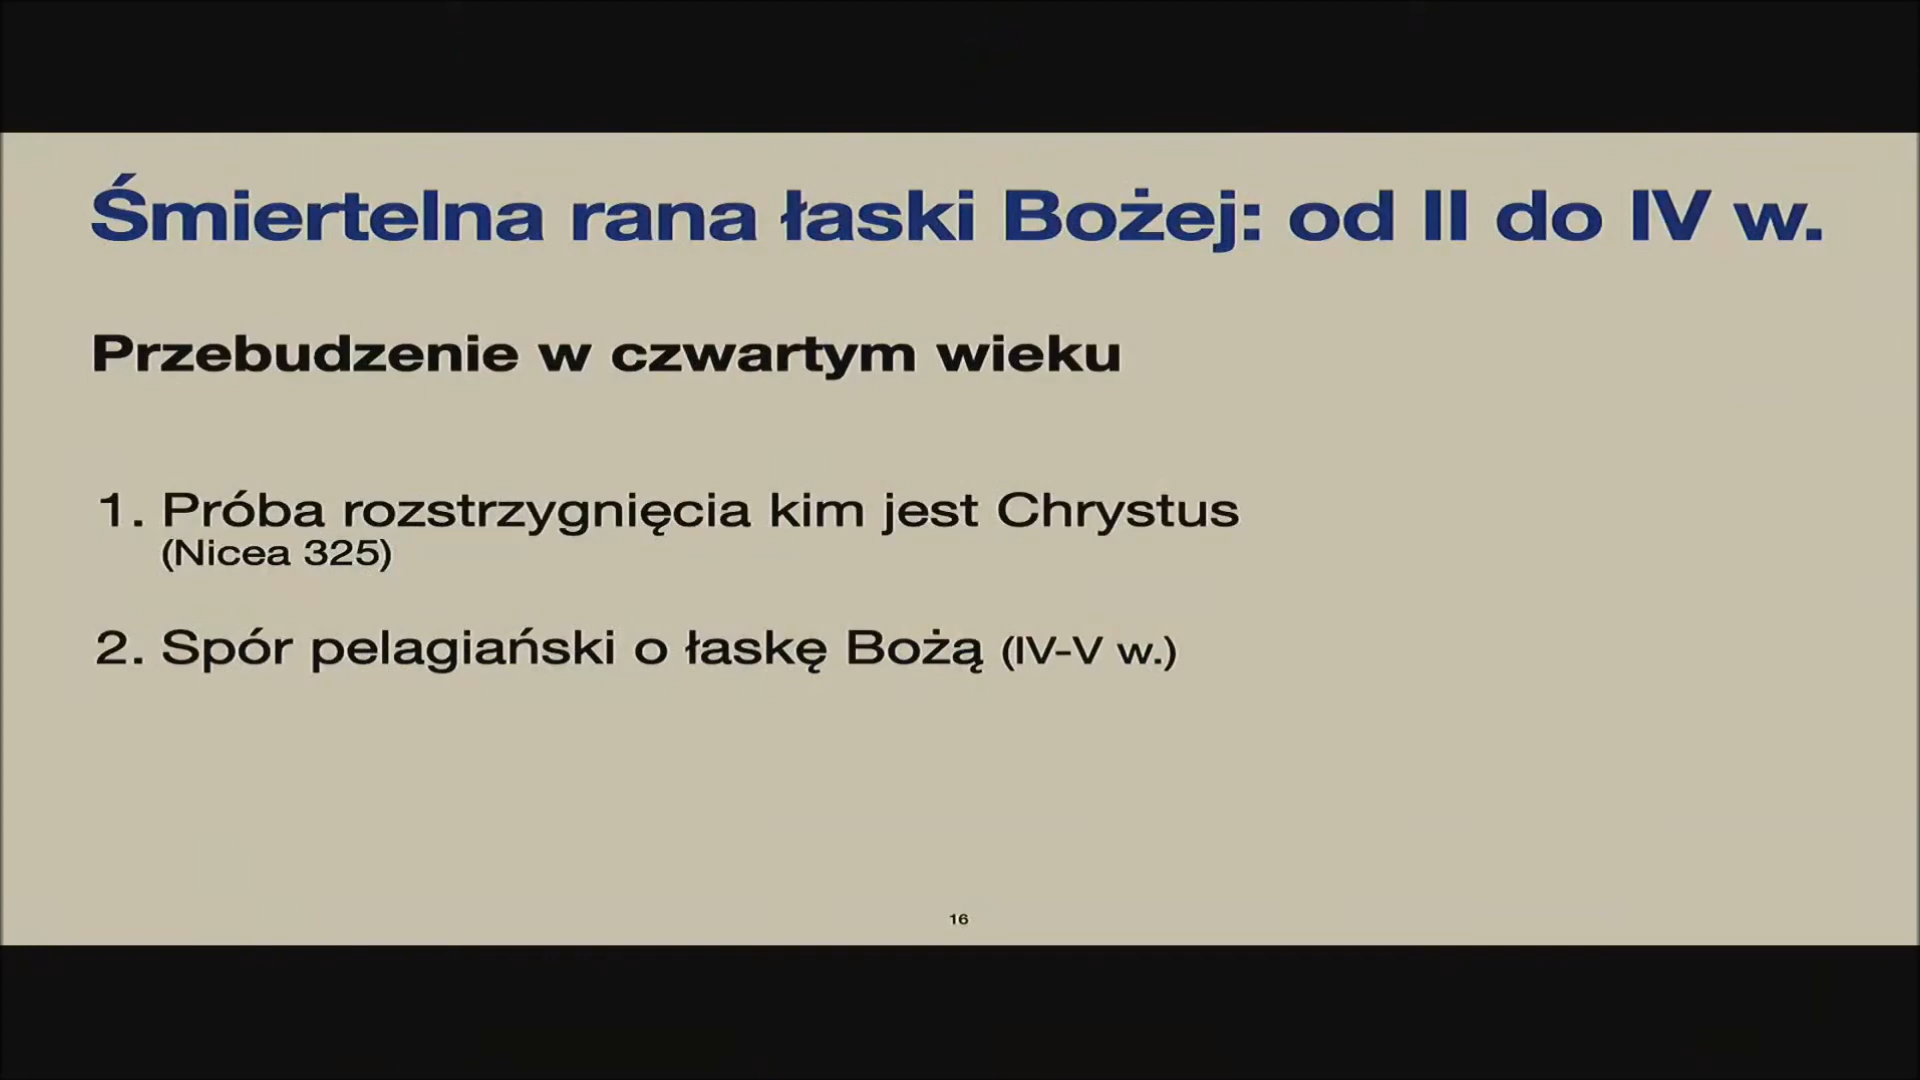 Śmiertelna rana łaski Bożej: od II do IV w.
Przebudzenie w czwartym wieku
1. Próba rozstrzygnięcia kim jest Chrystus
(Nicea 325)
2. Spór pelagiański o łaskę Bożą (IV-V w.)
16